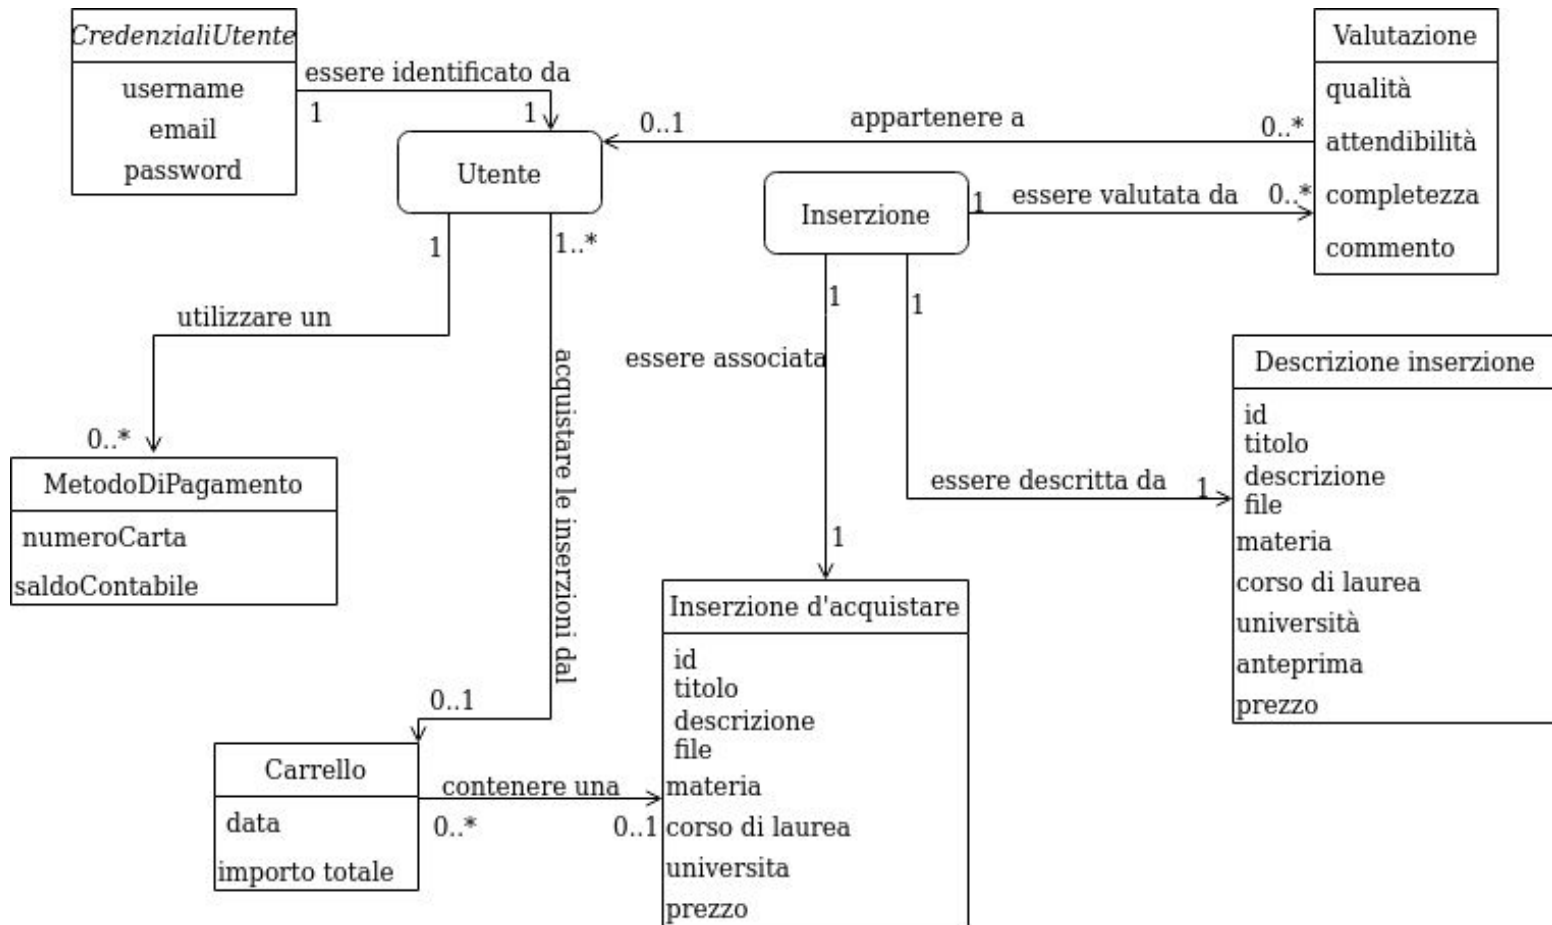 CredenzialiUtente
username
email
password
essere identificato da
1
1
Utente
0..1
appartenere a
0..*
Valutazione
qualità
attendibilità
completezza
commento
Inserzione
1
essere valutata da
0..*
1
utilizzare un
0..*
MetodoDiPagamento
numeroCarta
saldoContabile
1..*
acquistare le inserzioni dal
0..1
Carrello
data
importo totale
contenere una
0..*
0..1
1
essere associata
1
Inserzione d'acquistare
id
titolo
descrizione
file
materia
corso di laurea
universita
prezzo
1
essere descritta da
1
Descrizione inserzione
id
titolo
descrizione
file
materia
corso di laurea
università
anteprima
prezzo